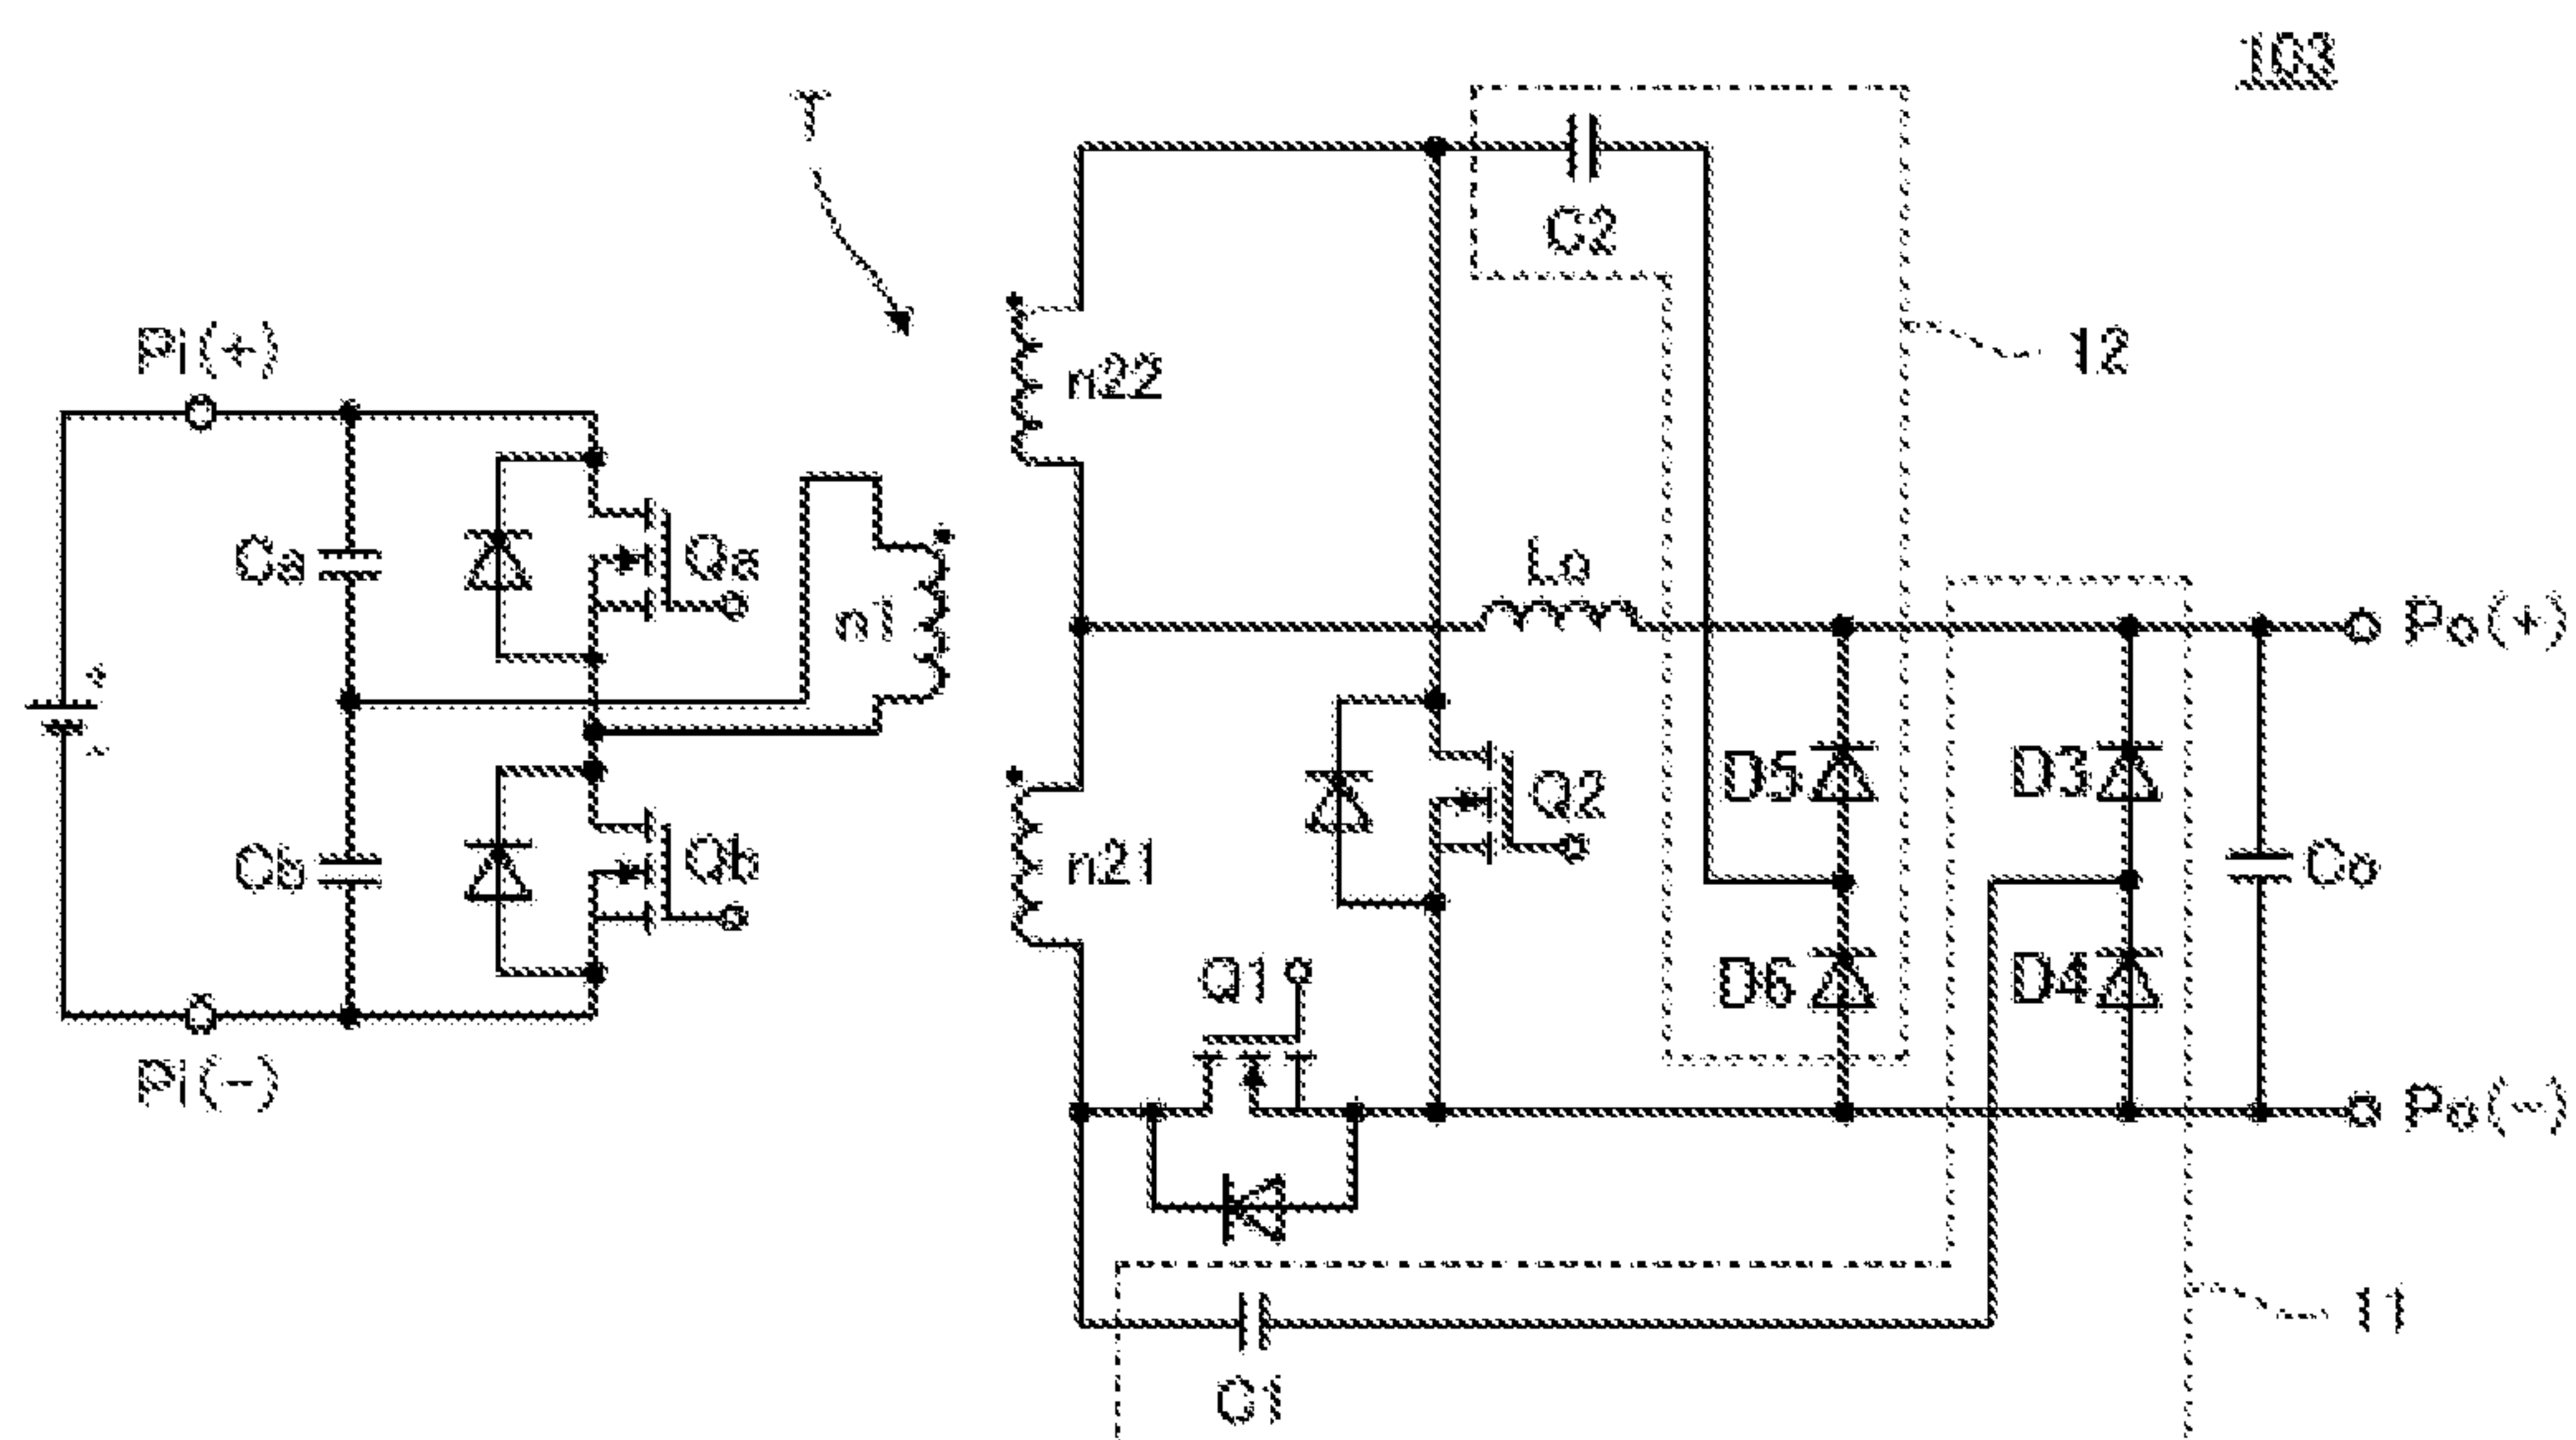 103
T
C2
Pi(+)
n22
12
Ca
Qa
n1
Lo
Po(+)
+
-
D5
D3
Q2
Cb
Qb
n21
Co
Q1
D6
D4
Pi(-)
Po(-)
11
C1